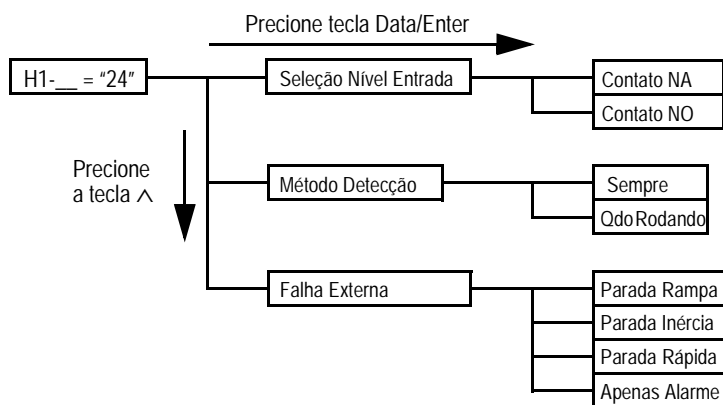 Precione tecla Data/Enter
H1-__ = "24"
Seleção Nível Entrada
Contato NA
Contato NO
Precione
a tecla ∧
Método Detecção
Sempre
Qdo Rodando
Falha Externa
Parada Rampa
Parada Inércia
Parada Rápida
Apenas Alarme